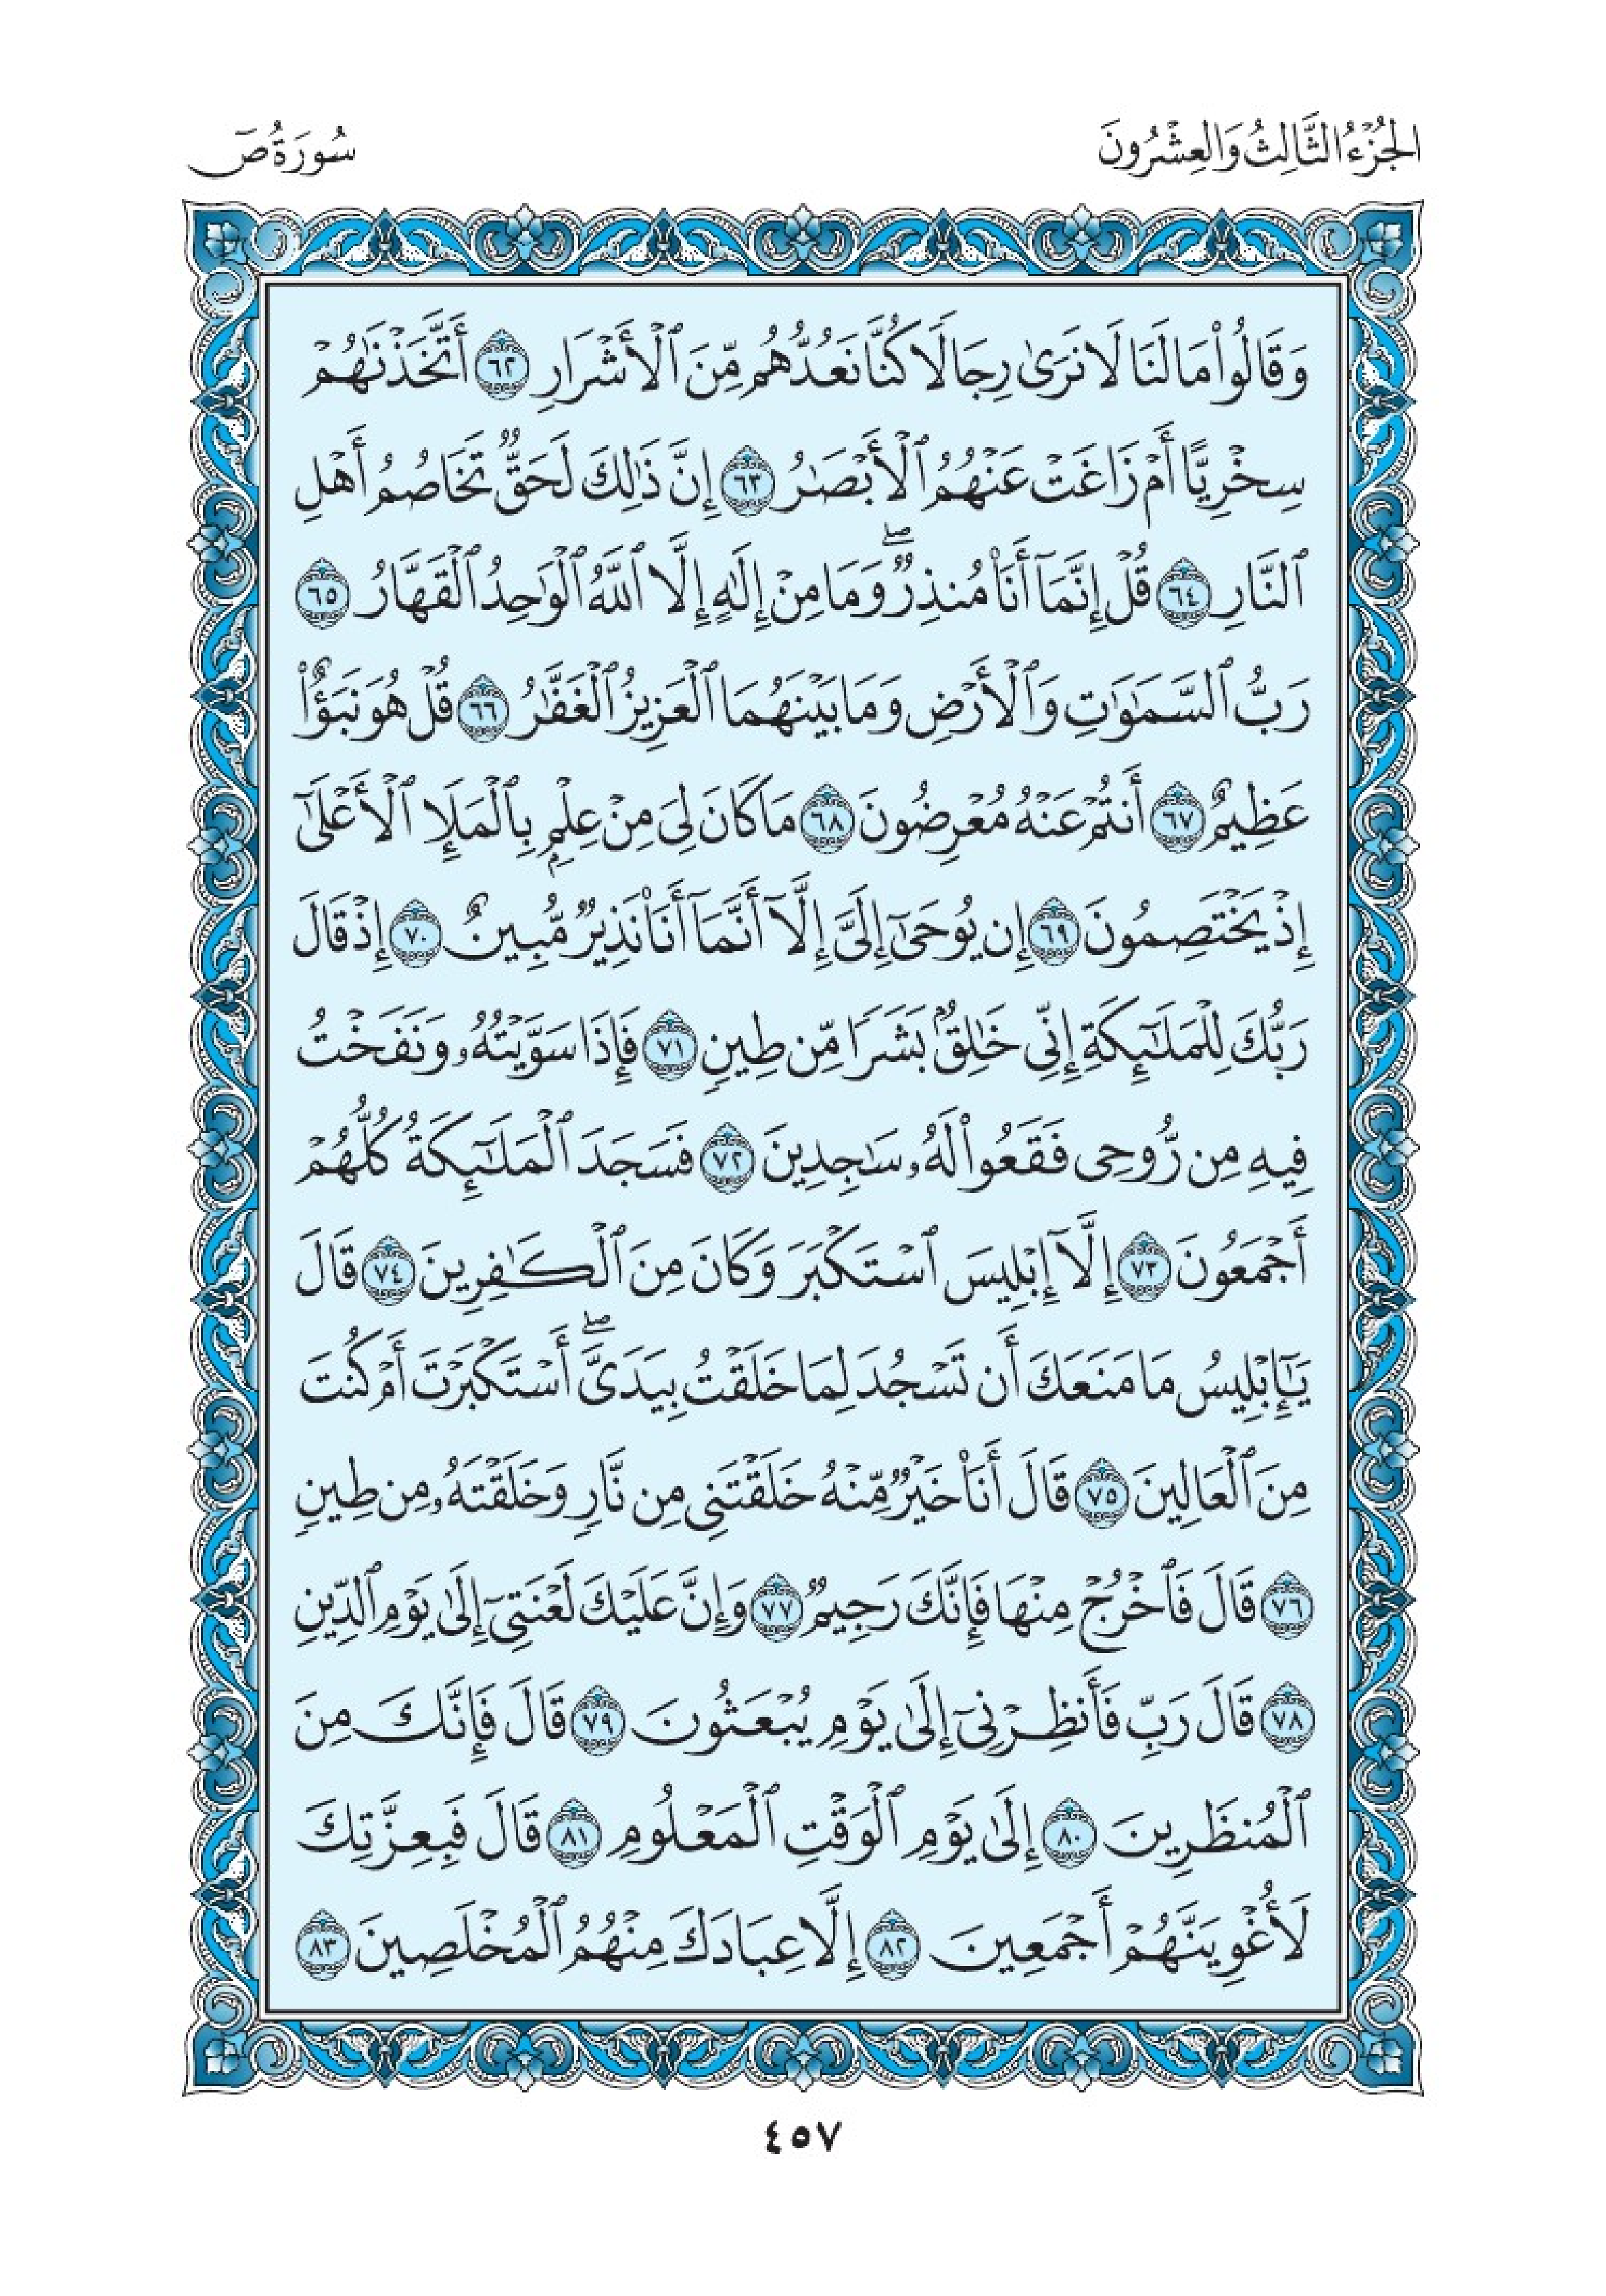 الجُزْءُ الثَّالِثُ وَالعِشْرُونَ
سُورَةُ صٓ
وَقَالُواْ مَا لَنَا لَا نَرَىٰ رِجَالًا كُنَّا نَعُدُّهُم مِّنَ ٱلْأَشْرَارِ ٦٢ أَتَّخَذْنَٰهُمْ
سِخْرِيًّا أَمْ زَاغَتْ عَنْهُمُ ٱلْأَبْصَٰرُ ٦٣ إِنَّ ذَٰلِكَ لَحَقٌّ تَخَاصُمُ أَهْلِ
ٱلنَّارِ ٦٤ قُلْ إِنَّمَآ أَنَا۠ مُنذِرٌ ۖ وَمَا مِنْ إِلَٰهٍ إِلَّا ٱللَّهُ ٱلْوَٰحِدُ ٱلْقَهَّارُ ٦٥
رَبُّ ٱلسَّمَٰوَٰتِ وَٱلْأَرْضِ وَمَا بَيْنَهُمَا ٱلْعَزِيزُ ٱلْغَفَّٰرُ ٦٦ قُلْ هُوَ نَبَؤٌاْ
عَظِيمٌ ٦٧ أَنتُمْ عَنْهُ مُعْرِضُونَ ٦٨ مَا كَانَ لِىَ مِنْ عِلْمٍۭ بِٱلْمَلَإِ ٱلْأَعْلَىٰٓ
إِذْ يَخْتَصِمُونَ ٦٩ إِن يُوحَىٰٓ إِلَىَّ إِلَّآ أَنَّمَآ أَنَا۠ نَذِيرٌ مُّبِينٌ ٧٠ إِذْ قَالَ
رَبُّكَ لِلْمَلَٰٓئِكَةِ إِنِّى خَٰلِقٌۢ بَشَرًا مِّن طِينٍ ٧١ فَإِذَا سَوَّيْتُهُۥ وَنَفَخْتُ
فِيهِ مِن رُّوحِى فَقَعُواْ لَهُۥ سَٰجِدِينَ ٧٢ فَسَجَدَ ٱلْمَلَٰٓئِكَةُ كُلُّهُمْ
أَجْمَعُونَ ٧٣ إِلَّآ إِبْلِيسَ ٱسْتَكْبَرَ وَكَانَ مِنَ ٱلْكَٰفِرِينَ ٧٤ قَالَ
يَٰٓإِبْلِيسُ مَا مَنَعَكَ أَن تَسْجُدَ لِمَا خَلَقْتُ بِيَدَىَّ ۖ أَسْتَكْبَرْتَ أَمْ كُنتَ
مِنَ ٱلْعَالِينَ ٧٥ قَالَ أَنَا۠ خَيْرٌ مِّنْهُ خَلَقْتَنِى مِن نَّارٍ وَخَلَقْتَهُۥ مِن طِينٍ
٧٦ قَالَ فَٱخْرُجْ مِنْهَا فَإِنَّكَ رَجِيمٌ ٧٧ وَإِنَّ عَلَيْكَ لَعْنَتِىٓ إِلَىٰ يَوْمِ ٱلدِّينِ
٧٨ قَالَ رَبِّ فَأَنظِرْنِىٓ إِلَىٰ يَوْمِ يُبْعَثُونَ ٧٩ قَالَ فَإِنَّكَ مِنَ
ٱلْمُنظَرِينَ ٨٠ إِلَىٰ يَوْمِ ٱلْوَقْتِ ٱلْمَعْلُومِ ٨١ قَالَ فَبِعِزَّتِكَ
لَأُغْوِيَنَّهُمْ أَجْمَعِينَ ٨٢ إِلَّا عِبَادَكَ مِنْهُمُ ٱلْمُخْلَصِينَ ٨٣
٤٥٧